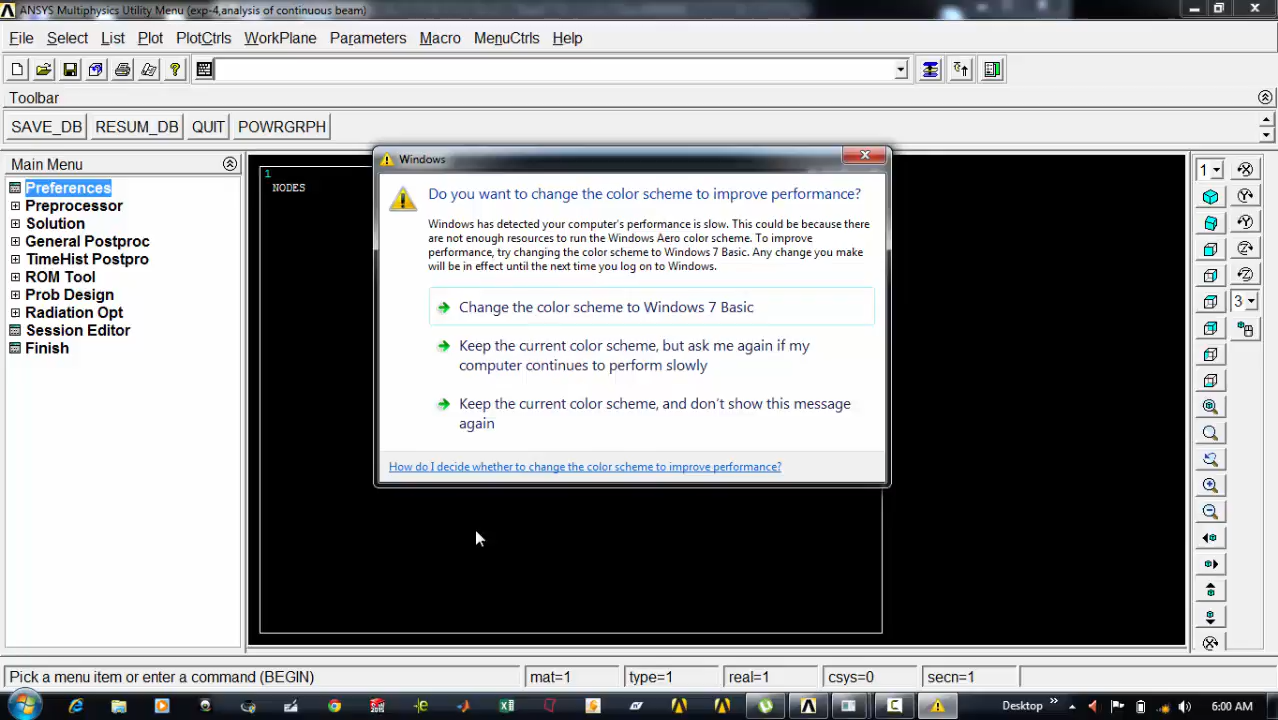 ANSYS Multiphysics Utility Menu (exp-4,analysis of continuous beam)
File Select List Plot PlotCtrls WorkPlane Parameters Macro MenuCtrls Help
Toolbar
SAVE_DB RESUM_DB QUIT POWRGRPH
Main Menu
Preferences
Preprocessor
Solution
General Postproc
TimeHist Postpro
ROM Tool
Prob Design
Radiation Opt
Session Editor
Finish
1
NODES
Windows
Do you want to change the color scheme to improve performance?
Windows has detected your computer's performance is slow. This could be because there
are not enough resources to run the Windows Aero color scheme. To improve
performance, try changing the color scheme to Windows 7 Basic. Any change you make
will be in effect until the next time you log on to Windows.
Change the color scheme to Windows 7 Basic
Keep the current color scheme, but ask me again if my
computer continues to perform slowly
Keep the current color scheme, and don't show this message
again
How do I decide whether to change the color scheme to improve performance?
1
3
Pick a menu item or enter a command (BEGIN) mat=1 type=1 real=1 csys=0 secn=1
Desktop 6:00 AM